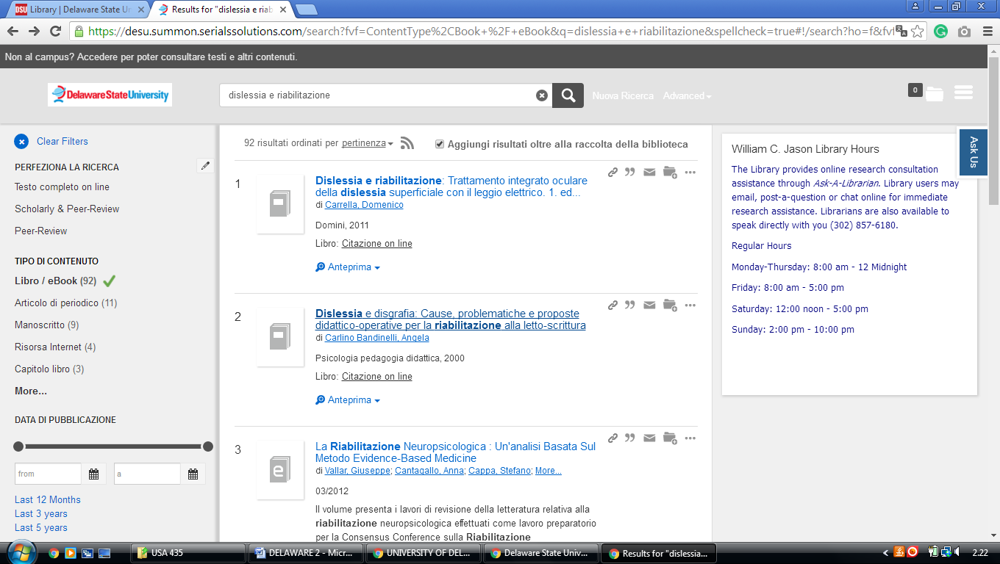 DSU Library | Delaware State Un
Results for "dislessia e riab
https://desu.summon.serialssolutions.com/search?fvf=ContentType%2CBook+%2F+eBook&q=dislessia+e+riabilitazione&spellcheck=true#!/search?ho=f&fvf
Non al campus? Accedere per poter consultare testi e altri contenuti.
DelawareStateUniversity
dislessia e riabilitazione
Nuova Ricerca Advanced
0
Clear Filters
PERFEZIONA LA RICERCA
Testo completo on line
Scholarly & Peer-Review
Peer-Review
TIPO DI CONTENUTO
Libro / eBook (92)
Articolo di periodico (11)
Manoscritto (9)
Risorsa Internet (4)
Capitolo libro (3)
More...
DATA DI PUBBLICAZIONE
from a
Last 12 Months
Last 3 years
Last 5 years
92 risultati ordinati per pertinenza
Aggiungi risultati oltre alla raccolta della biblioteca
1
Dislessia e riabilitazione: Trattamento integrato oculare
della dislessia superficiale con il leggio elettrico. 1. ed...
di Carrella, Domenico
Domini, 2011
Libro: Citazione on line
Anteprima
2
Dislessia e disgrafia: Cause, problematiche e proposte
didattico-operative per la riabilitazione alla letto-scrittura
di Carlino Bandinelli, Angela
Psicologia pedagogia didattica, 2000
Libro: Citazione on line
Anteprima
3
e
La Riabilitazione Neuropsicologica : Un'analisi Basata Sul
Metodo Evidence-Based Medicine
di Vallar, Giuseppe; Cantagallo, Anna; Cappa, Stefano; More...
03/2012
Il volume presenta i lavori di revisione della letteratura relativa alla
riabilitazione neuropsicologica effettuati come lavoro preparatorio
per la Consensus Conference sulla Riabilitazione
William C. Jason Library Hours
The Library provides online research consultation
assistance through Ask-A-Librarian. Library users may
email, post-a-question or chat online for immediate
research assistance. Librarians are also available to
speak directly with you (302) 857-6180.
Regular Hours
Monday-Thursday: 8:00 am - 12 Midnight
Friday: 8:00 am - 5:00 pm
Saturday: 12:00 noon - 5:00 pm
Sunday: 2:00 pm - 10:00 pm
Ask Us
USA 435
DELAWARE 2 - Micr...
UNIVERSITY OF DEL...
Delaware State Univ...
Results for "dislessia...
2.22